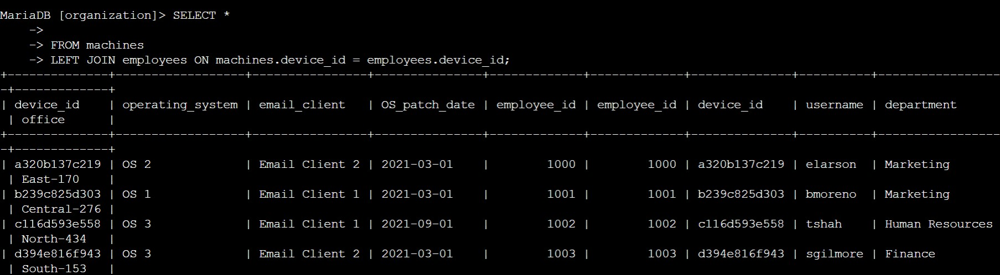 MariaDB [organization]> SELECT *
    ->
    -> FROM machines
    -> LEFT JOIN employees ON machines.device_id = employees.device_id;
+--------------+------------------+----------------+---------------+-------------+-------------+--------------+----------+-----------------
-+-------------+
| device_id    | operating_system | email_client   | OS_patch_date | employee_id | employee_id | device_id    | username | department
 | office      |
+--------------+------------------+----------------+---------------+-------------+-------------+--------------+----------+-----------------
-+-------------+
| a320b137c219 | OS 2             | Email Client 2 | 2021-03-01    |        1000 |        1000 | a320b137c219 | elarson  | Marketing
 | East-170    |
| b239c825d303 | OS 1             | Email Client 1 | 2021-03-01    |        1001 |        1001 | b239c825d303 | bmoreno  | Marketing
 | Central-276 |
| c116d593e558 | OS 3             | Email Client 1 | 2021-09-01    |        1002 |        1002 | c116d593e558 | tshah    | Human Resources
 | North-434   |
| d394e816f943 | OS 3             | Email Client 2 | 2021-03-01    |        1003 |        1003 | d394e816f943 | sgilmore | Finance
 | South-153   |